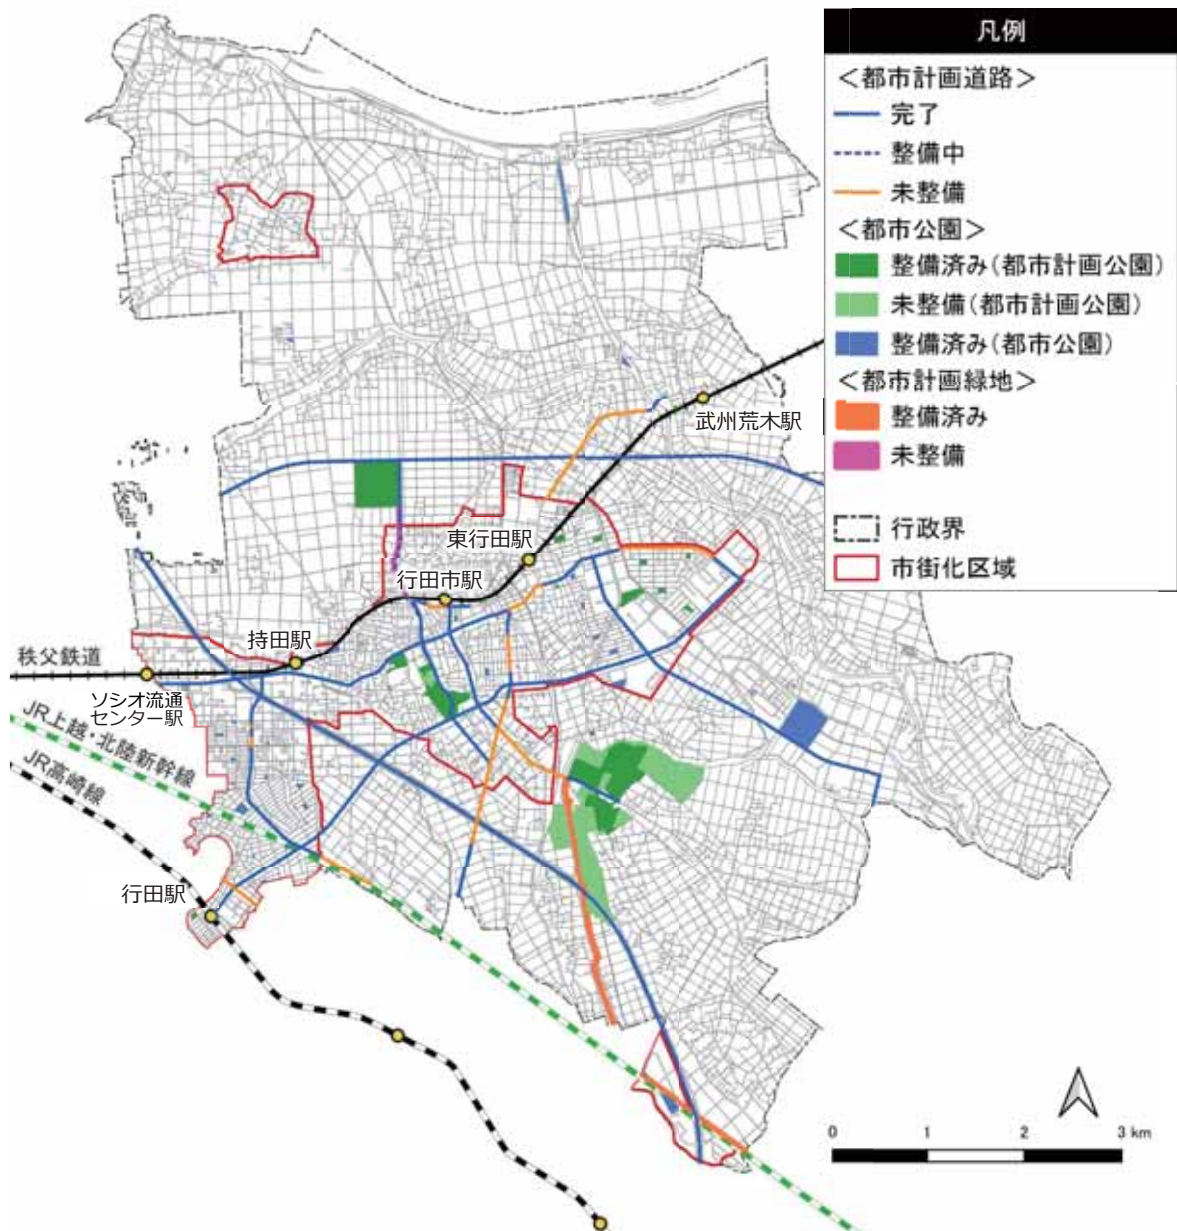 凡例
＜都市計画道路＞
完了
整備中
未整備
＜都市公園＞
整備済み（都市計画公園）
未整備（都市計画公園）
整備済み（都市公園）
＜都市計画緑地＞
整備済み
未整備
行政界
市街化区域
武州荒木駅
東行田駅
行田市駅
持田駅
秩父鉄道
ソシオ流通
センター駅
JR上越・北陸新幹線
JR高崎線
行田駅
0 1 2 3 km